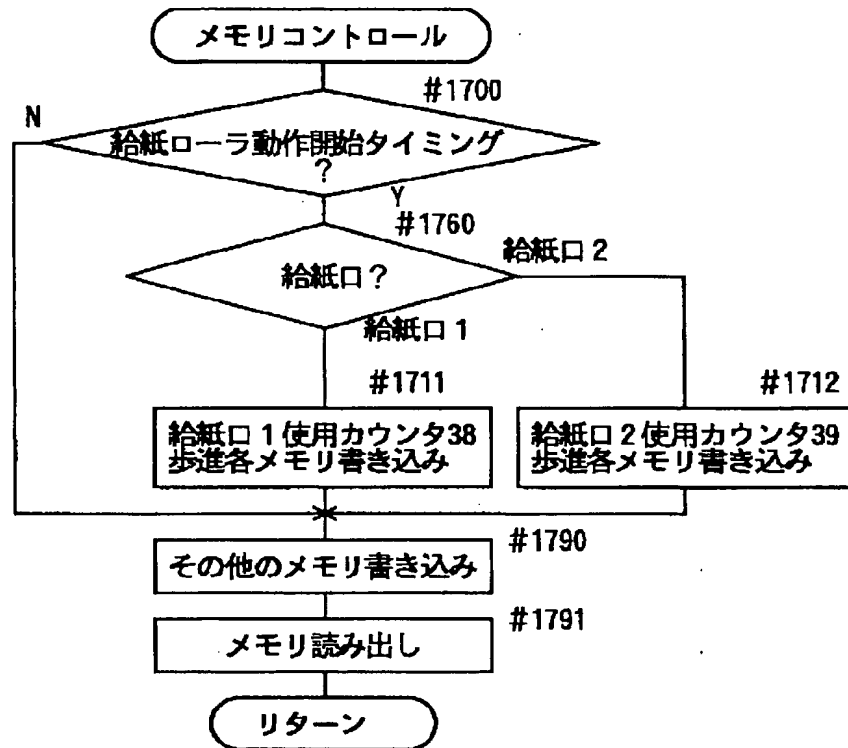 メモリコントロール
#1700
N
給紙ローラ動作開始タイミング
?
Y
#1760
給紙口?
給紙口2
給紙口1
#1711
#1712
給紙口1使用カウンタ38
歩進各メモリ書き込み
給紙口2使用カウンタ39
歩進各メモリ書き込み
#1790
その他のメモリ書き込み
#1791
メモリ読み出し
リターン